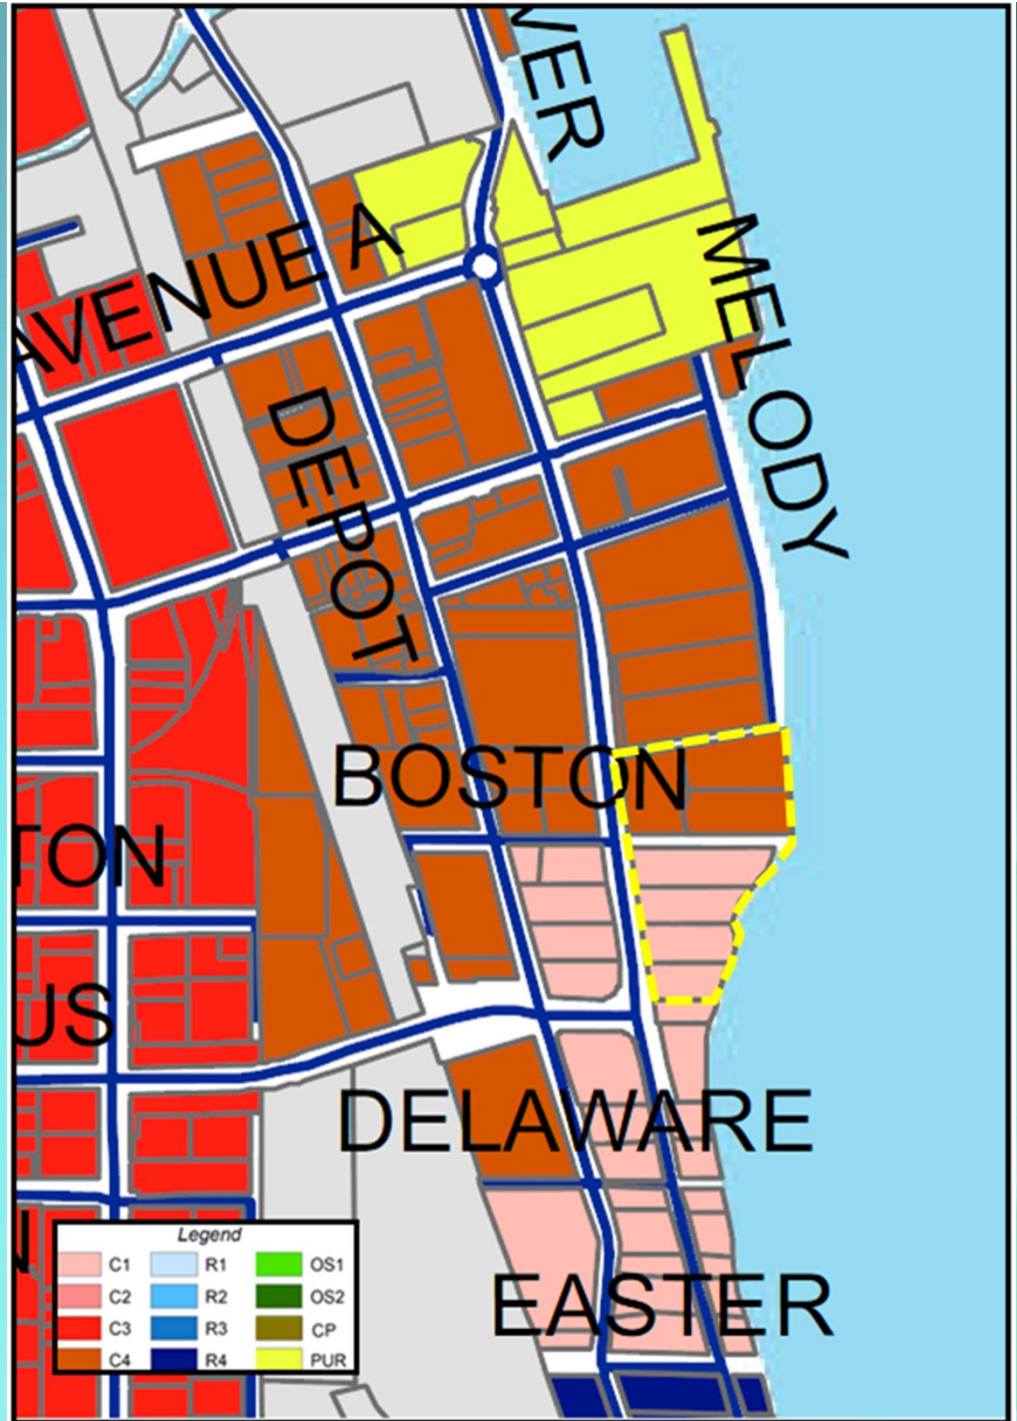 VER
AVENUE A
MELODY
DEPOT
BOSTON
TON
US
DELAWARE
N
EASTER
Legend
C1 R1 OS1
C2 R2 OS2
C3 R3 CP
C4 R4 PUR